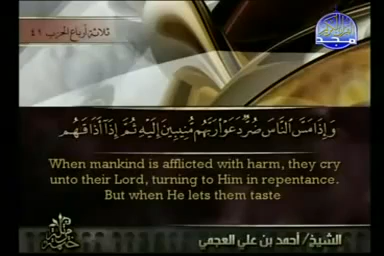 ثلاثة أرباع الحزب ٤١
المجد
وَإِذَا مَسَّ النَّاسَ ضُرٌّ دَعَوْا رَبَّهُم مُّنِيبِينَ إِلَيْهِ ثُمَّ إِذَا أَذَاقَهُم
When mankind is afflicted with harm, they cry
unto their Lord, turning to Him in repentance.
But when He lets them taste
الشيخ/ أحمد بن علي العجمي